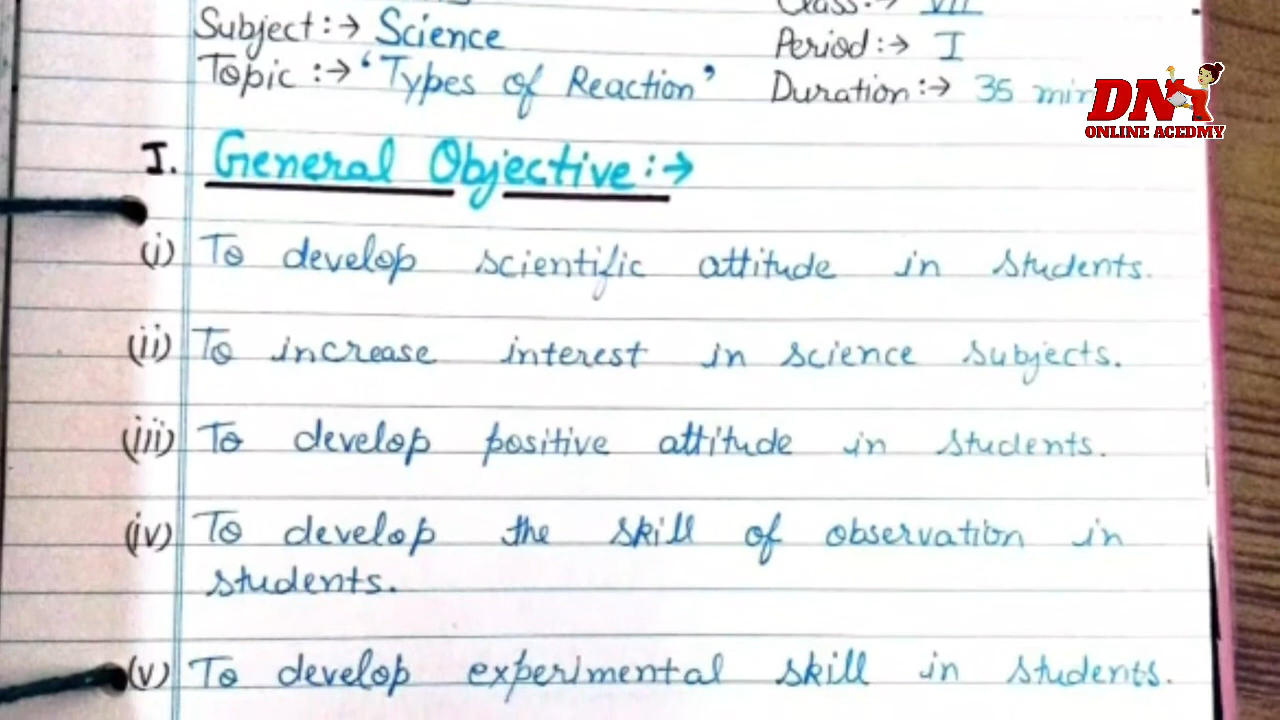 Class:→ VII
Subject:→ Science
Period:→ I
Topic:→ 'Types of Reaction'
Duration:→ 35 min
DN
ONLINE ACEDMY
I. General Objective:→
(i) To develop scientific attitude in students.
(ii) To increase interest in science subjects.
(iii) To develop positive attitude in students.
(iv) To develop the skill of observation in
students.
(v) To develop experimental skill in students.